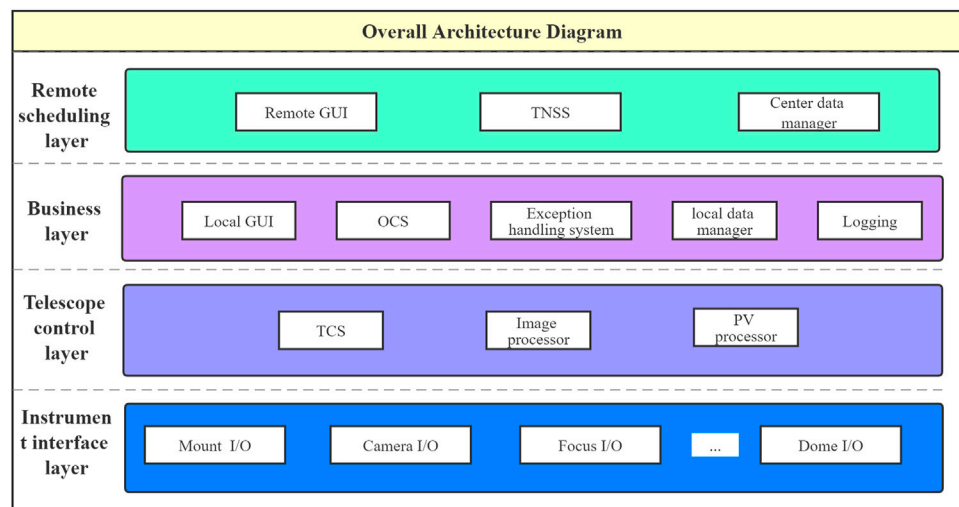 Overall Architecture Diagram
Remote
scheduling
layer
Remote GUI
TNSS
Center data
manager
Business
layer
Local GUI
OCS
Exception
handling system
local data
manager
Logging
Telescope
control
layer
TCS
Image
processor
PV
processor
Instrumen
t interface
layer
Mount I/O
Camera I/O
Focus I/O
...
Dome I/O